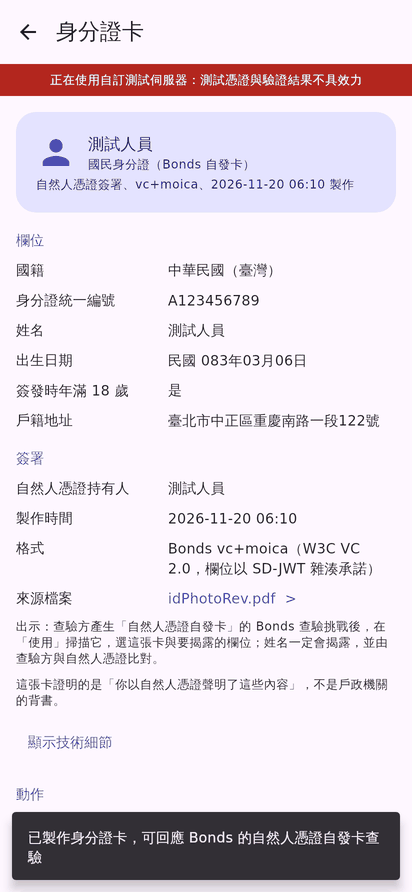 身分證卡
正在使用自訂測試伺服器：測試憑證與驗證結果不具效力
測試人員
國民身分證（Bonds 自發卡）
自然人憑證簽署、vc+moica、2026-11-20 06:10 製作
欄位
國籍 中華民國（臺灣）
身分證統一編號 A123456789
姓名 測試人員
出生日期 民國 083年03月06日
簽發時年滿 18 歲 是
戶籍地址 臺北市中正區重慶南路一段122號
簽署
自然人憑證持有人 測試人員
製作時間 2026-11-20 06:10
格式 Bonds vc+moica（W3C VC
2.0，欄位以 SD-JWT 雜湊承諾）
來源檔案 idPhotoRev.pdf >
出示：查驗方產生「自然人憑證自發卡」的 Bonds 查驗挑戰後，在
「使用」掃描它，選這張卡與要揭露的欄位；姓名一定會揭露，並由
查驗方與自然人憑證比對。
這張卡證明的是「你以自然人憑證聲明了這些內容」，不是戶政機關
的背書。
顯示技術細節
動作
已製作身分證卡，可回應 Bonds 的自然人憑證自發卡查
驗